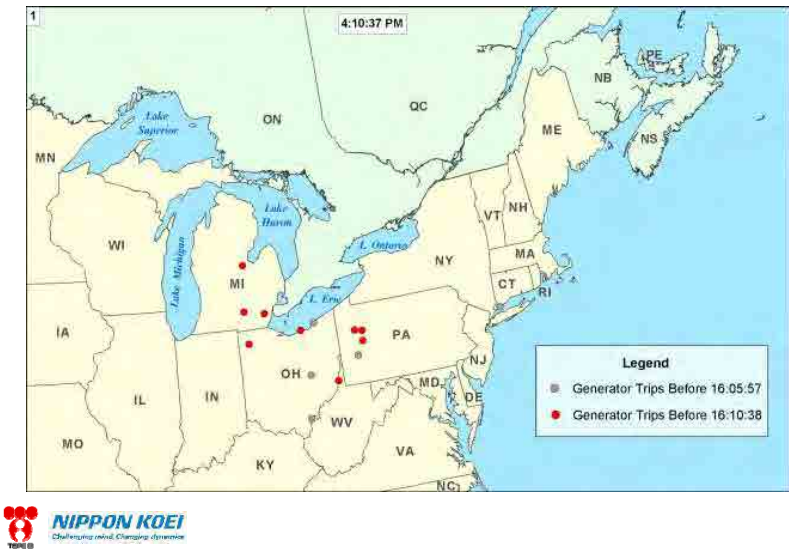 1
4:10:37 PM
PE
NB
QC
ON
Lake
Superior
ME
NS
MN
Lake
Huron
VT
NH
WI
L. Ontario
MA
NY
Lake Michigan
MI
CT
L. Erie
RI
IA
PA
NJ
Legend
OH
MD
Generator Trips Before 16:05:57
IL
IN
DE
WV
Generator Trips Before 16:10:38
MO
VA
KY
NC
NIPPON KOEI
Challenging mind, Changing dynamics